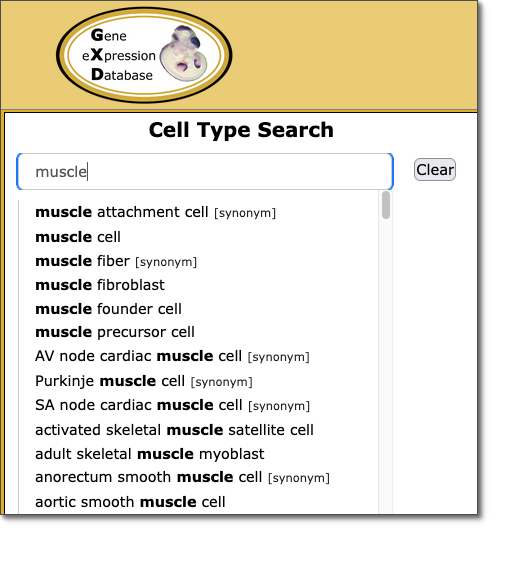 Gene
eXpression
Database
Cell Type Search
muscle
Clear
muscle attachment cell [synonym]
muscle cell
muscle fiber [synonym]
muscle fibroblast
muscle founder cell
muscle precursor cell
AV node cardiac muscle cell [synonym]
Purkinje muscle cell [synonym]
SA node cardiac muscle cell [synonym]
activated skeletal muscle satellite cell
adult skeletal muscle myoblast
anorectum smooth muscle cell [synonym]
aortic smooth muscle cell